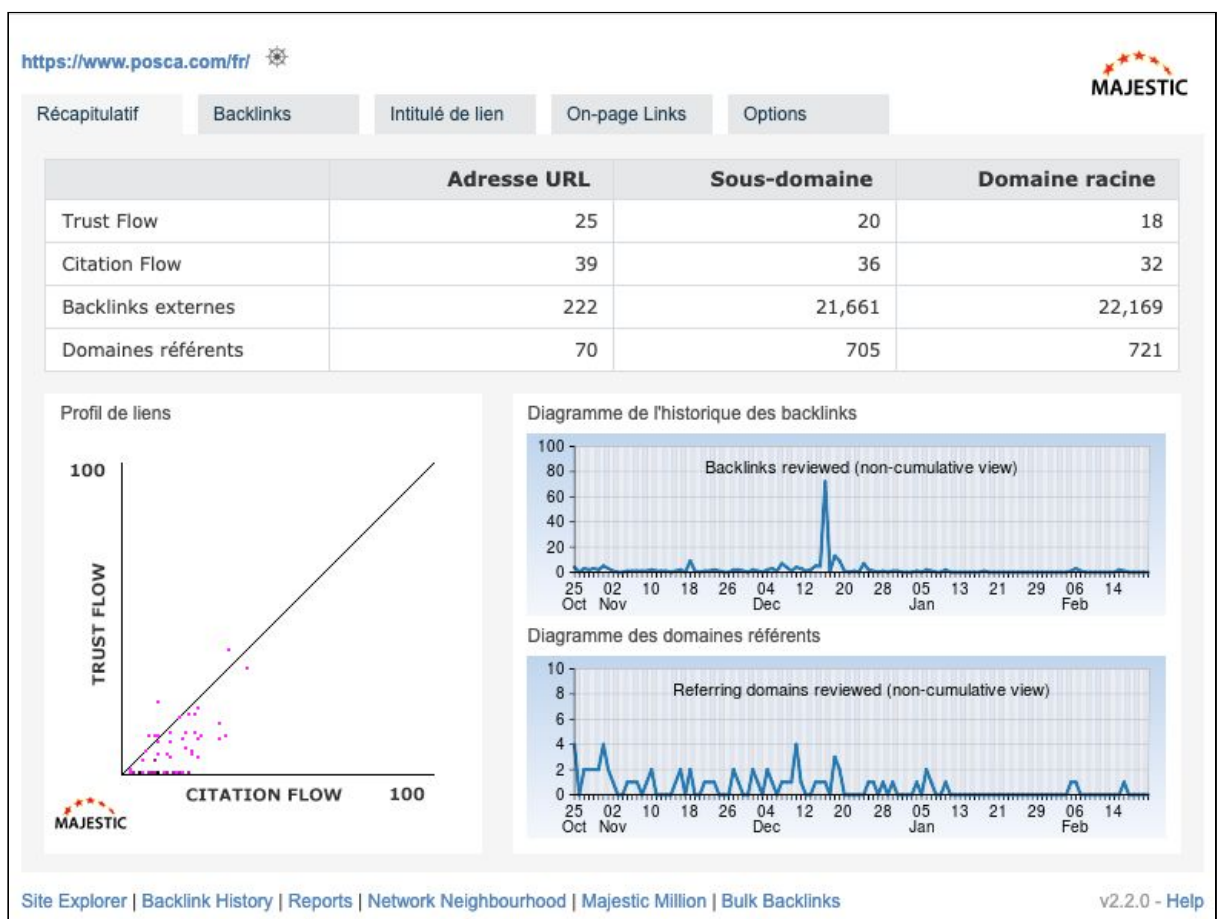 https://www.posca.com/fr/
MAJESTIC
Récapitulatif Backlinks Intitulé de lien On-page Links Options
Adresse URL Sous-domaine Domaine racine
Trust Flow 25 20 18
Citation Flow 39 36 32
Backlinks externes 222 21,661 22,169
Domaines référents 70 705 721
Profil de liens
100
TRUST FLOW
CITATION FLOW 100
MAJESTIC
Diagramme de l'historique des backlinks
Backlinks reviewed (non-cumulative view)
100
80
60
40
20
0
25 02 10 18 26 04 12 20 28 05 13 21 29 06 14
Oct Nov Dec Jan Feb
Diagramme des domaines référents
Referring domains reviewed (non-cumulative view)
10
8
6
4
2
0
25 02 10 18 26 04 12 20 28 05 13 21 29 06 14
Oct Nov Dec Jan Feb
Site Explorer | Backlink History | Reports | Network Neighbourhood | Majestic Million | Bulk Backlinks
v2.2.0 - Help